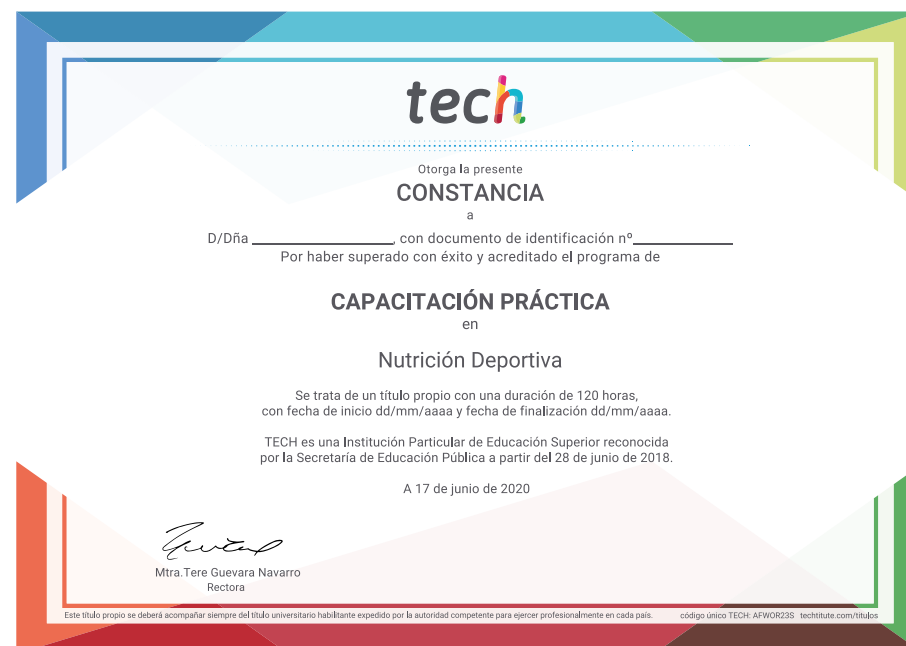 tech
Otorga la presente
CONSTANCIA
a
D/Dña ____________________, con documento de identificación nº______________
Por haber superado con éxito y acreditado el programa de
CAPACITACIÓN PRÁCTICA
en
Nutrición Deportiva
Se trata de un título propio con una duración de 120 horas,
con fecha de inicio dd/mm/aaaa y fecha de finalización dd/mm/aaaa.
TECH es una Institución Particular de Educación Superior reconocida
por la Secretaría de Educación Pública a partir del 28 de junio de 2018.
A 17 de junio de 2020
Mtra.Tere Guevara Navarro
Rectora
Este título propio se deberá acompañar siempre del título universitario habilitante expedido por la autoridad competente para ejercer profesionalmente en cada país. código único TECH: AFWOR23S techtitute.com/titulos